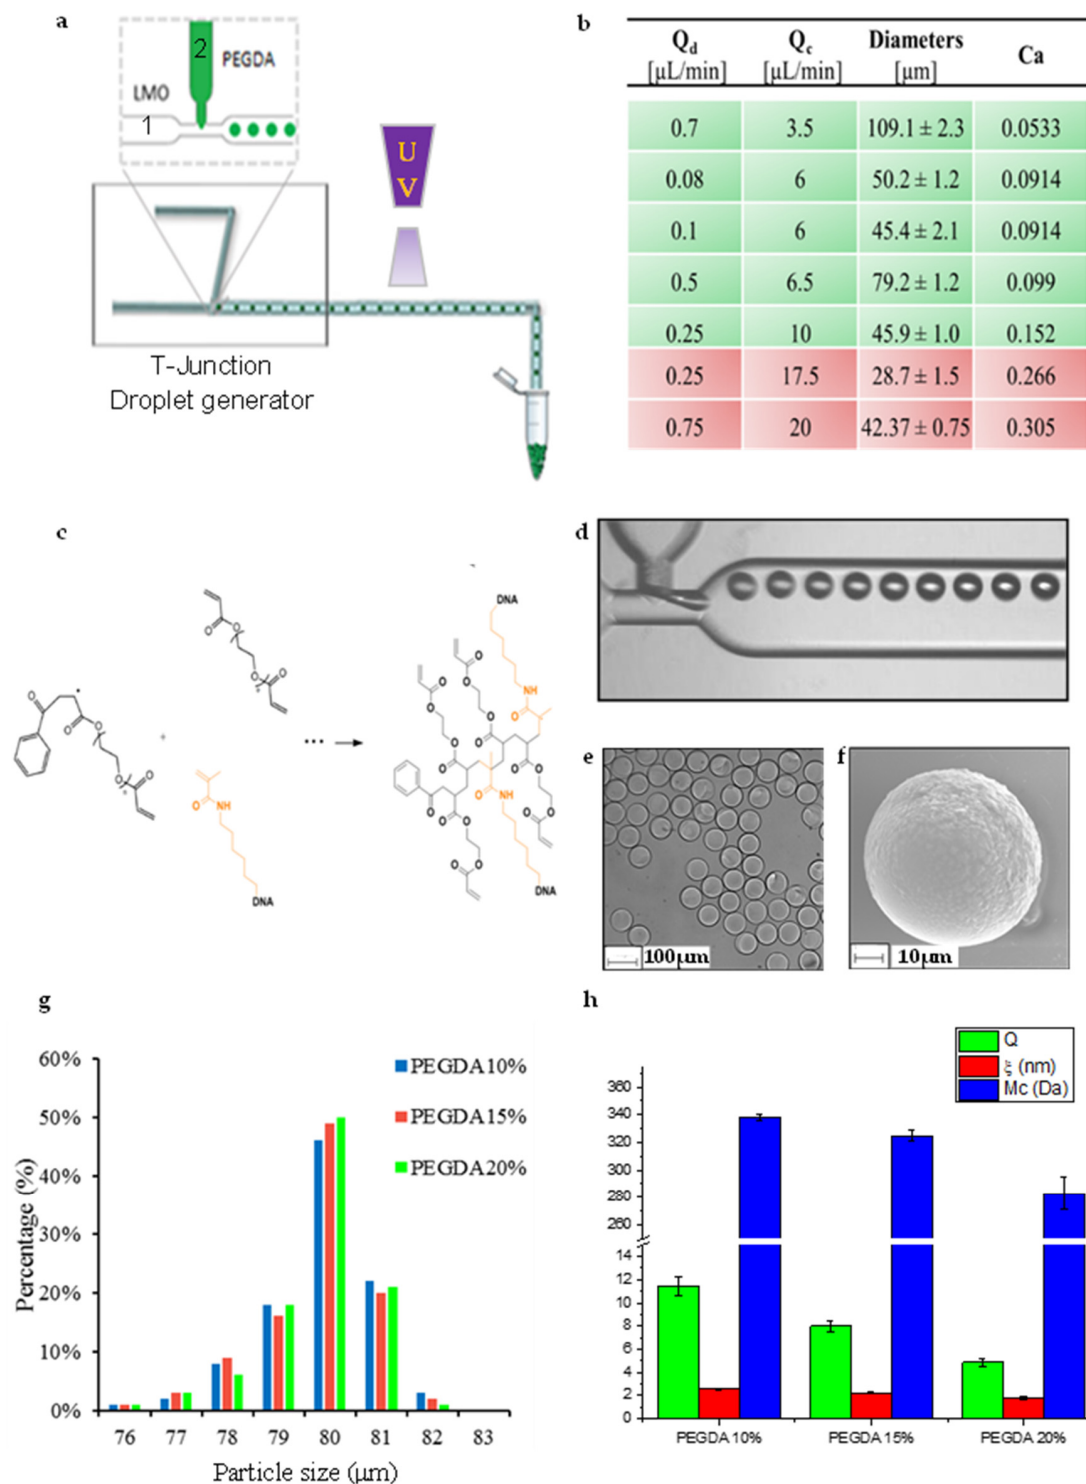 a
2
PEGDA
LMO
1
U
V
T-Junction
Droplet generator
b
Qd Qc Diameters Ca
[µL/min] [µL/min] [µm]
0.7 3.5 109.1 ± 2.3 0.0533
0.08 6 50.2 ± 1.2 0.0914
0.1 6 45.4 ± 2.1 0.0914
0.5 6.5 79.2 ± 1.2 0.099
0.25 10 45.9 ± 1.0 0.152
0.25 17.5 28.7 ± 1.5 0.266
0.75 20 42.37 ± 0.75 0.305
c
O
O
O
O
O
O
O
O
O
+
O
NH
DNA
...
DNA
O
O
O
O
O
O
O
O
NH
O
O
O
O
O
O
O
O
NH
O
O
O
O
O
O
DNA
d
e
100µm
f
10µm
g
60%
50%
40%
30%
20%
10%
0%
Percentage (%)
PEGDA10%
PEGDA15%
PEGDA20%
76 77 78 79 80 81 82 83
Particle size (µm)
h
Q
ξ (nm)
Mc (Da)
360
340
320
300
280
260
14
12
10
8
6
4
2
0
PEGDA 10% PEGDA 15% PEGDA 20%